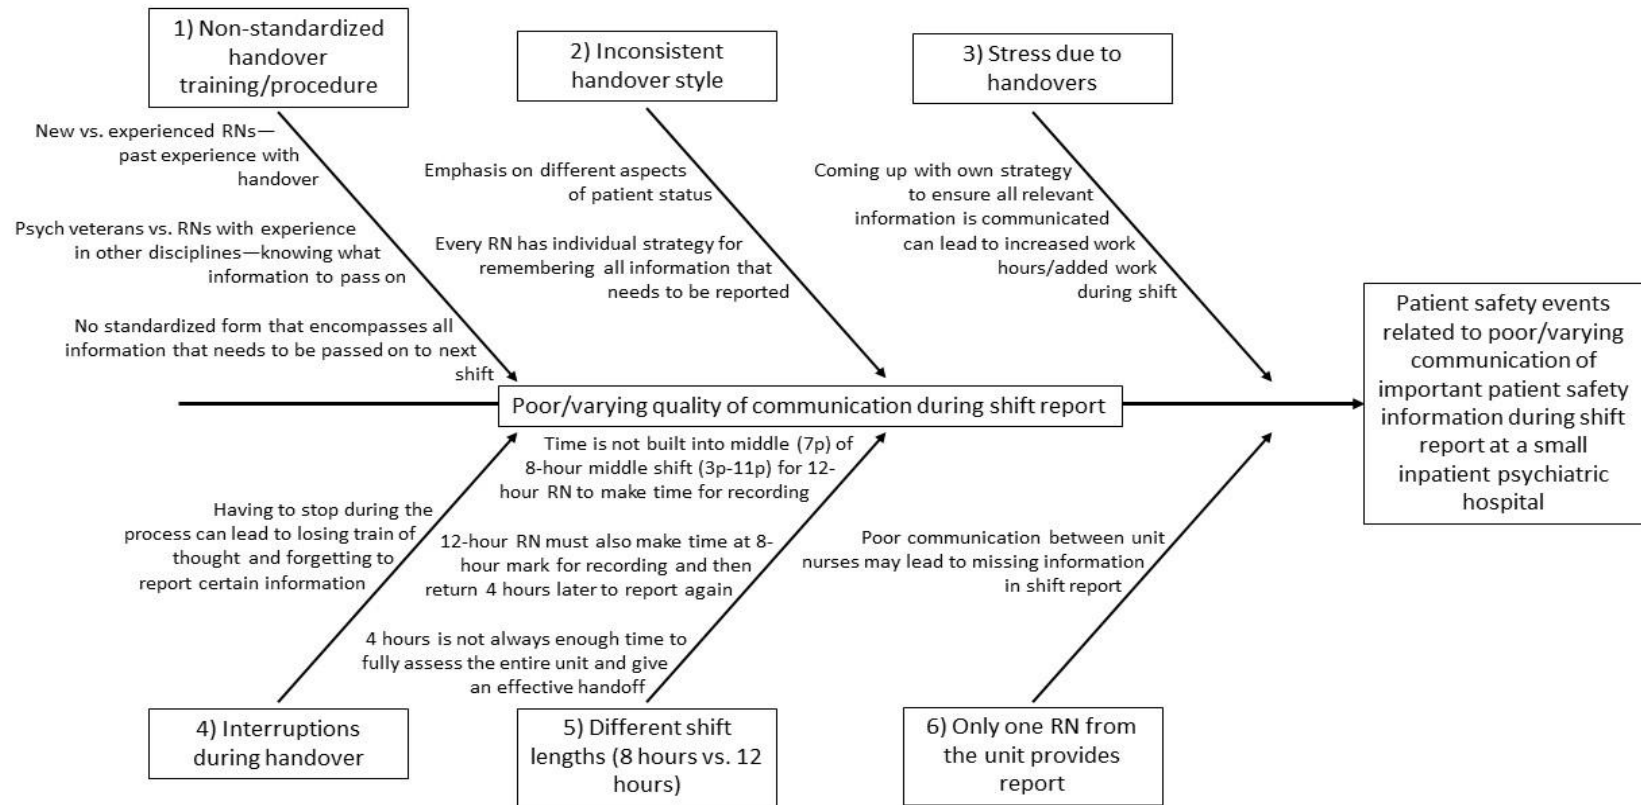 1) Non-standardized
handover
training/procedure
2) Inconsistent
handover style
3) Stress due to
handovers
New vs. experienced RNs—
past experience with
handover
Psych veterans vs. RNs with experience
in other disciplines—knowing what
information to pass on
No standardized form that encompasses all
information that needs to be passed on to next
shift
Emphasis on different aspects
of patient status
Every RN has individual strategy for
remembering all information that
needs to be reported
Coming up with own strategy
to ensure all relevant
information is communicated
can lead to increased work
hours/added work
during shift
Poor/varying quality of communication during shift report
Patient safety events
related to poor/varying
communication of
important patient safety
information during shift
report at a small
inpatient psychiatric
hospital
Having to stop during the
process can lead to losing train of
thought and forgetting to
report certain information
Time is not built into middle (7p) of
8-hour middle shift (3p-11p) for 12-
hour RN to make time for recording
12-hour RN must also make time at 8-
hour mark for recording and then
return 4 hours later to report again
4 hours is not always enough time to
fully assess the entire unit and give
an effective handoff
Poor communication between unit
nurses may lead to missing information
in shift report
4) Interruptions
during handover
5) Different shift
lengths (8 hours vs. 12
hours)
6) Only one RN from
the unit provides
report